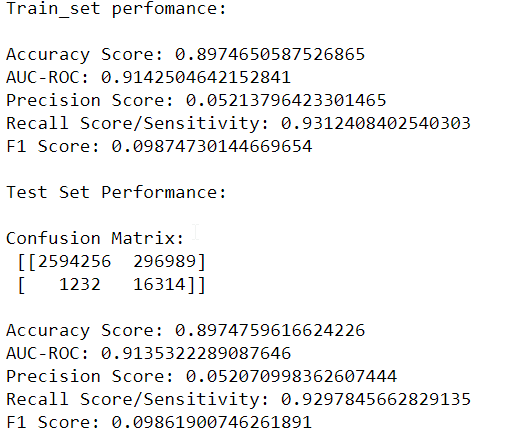 Train_set perfomance:
Accuracy Score: 0.8974650587526865
AUC-ROC: 0.9142504642152841
Precision Score: 0.05213796423301465
Recall Score/Sensitivity: 0.9312408402540303
F1 Score: 0.09874730144669654
Test Set Performance:
Confusion Matrix:
[[2594256 296989]
[ 1232 16314]]
Accuracy Score: 0.8974759616624226
AUC-ROC: 0.9135322289087646
Precision Score: 0.052070998362607444
Recall Score/Sensitivity: 0.9297845662829135
F1 Score: 0.09861900746261891